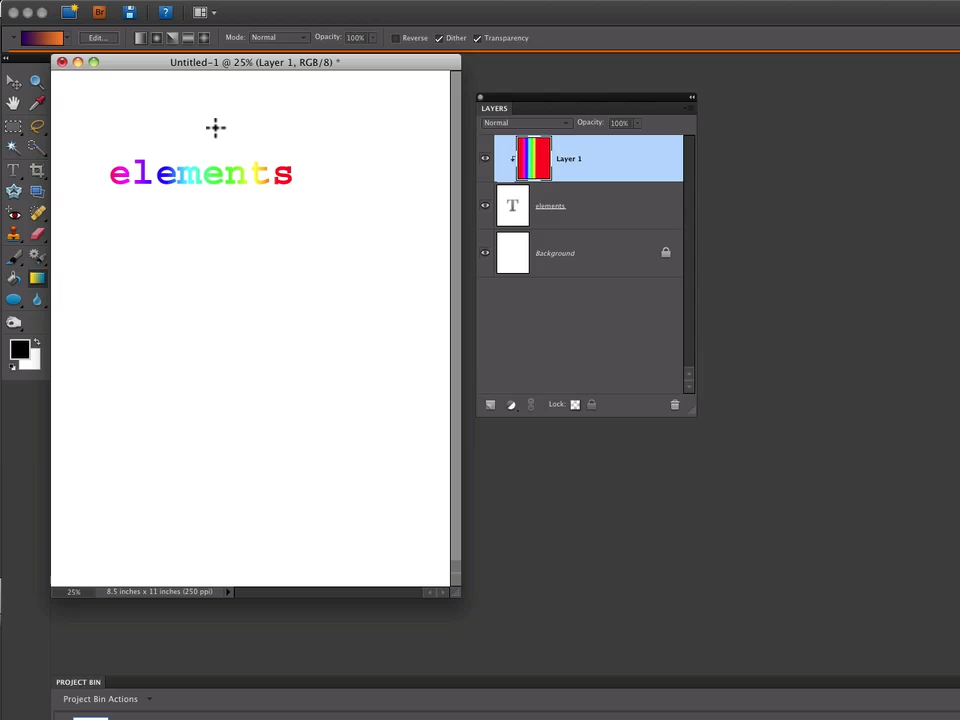 Br
?
Edit...
Mode: Normal
Opacity: 100%
Reverse
Dither
Transparency
Untitled-1 @ 25% (Layer 1, RGB/8) *
elements
LAYERS
Normal
Opacity: 100%
Layer 1
T
elements
Background
Lock:
T
25%
8.5 inches x 11 inches (250 ppi)
PROJECT BIN
Project Bin Actions